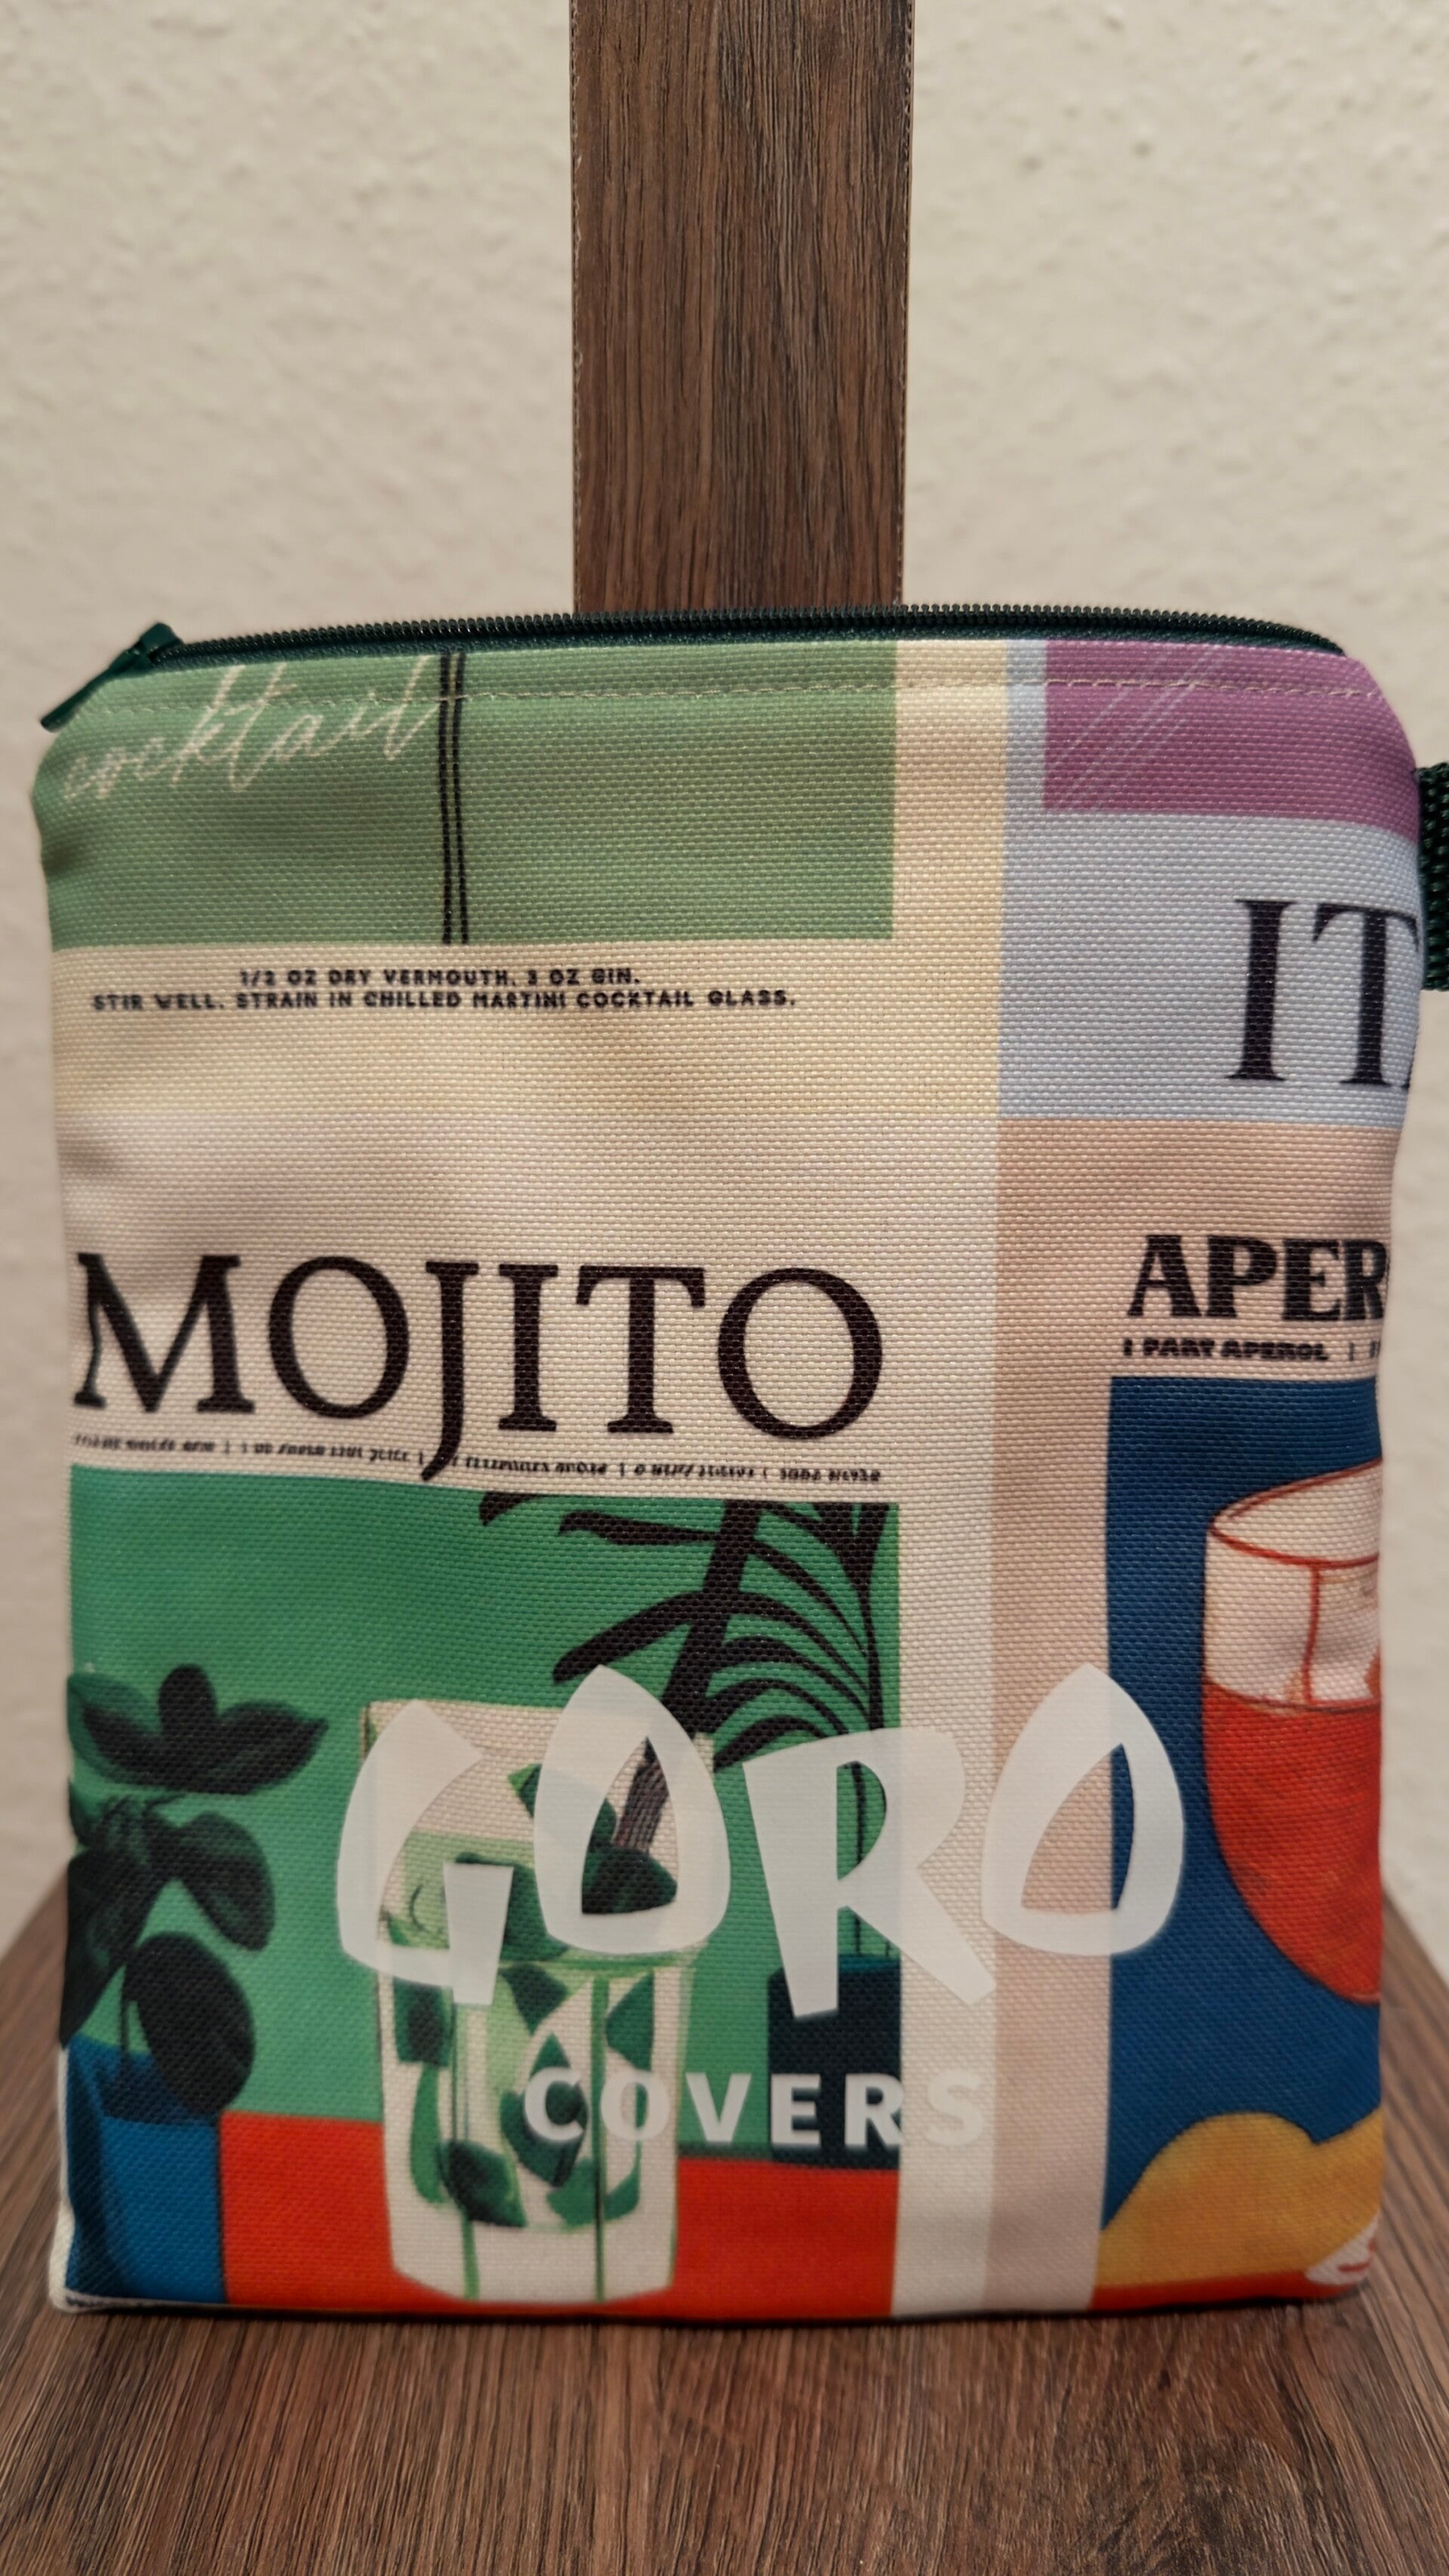 cocktail
1/2 OZ DRY VERMOUTH, 3 OZ GIN.
STIR WELL. STRAIN IN CHILLED MARTINI COCKTAIL GLASS.
IT
MOJITO
APER
1 PART APEROL |
GORO
COVERS